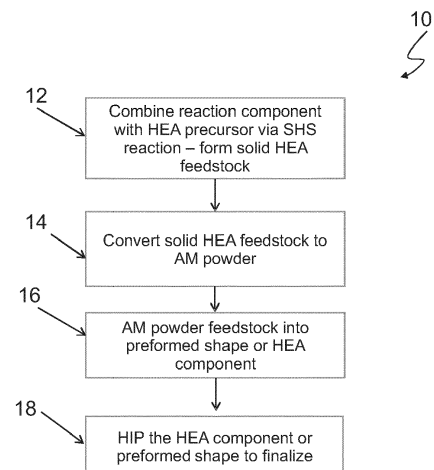 10
12
Combine reaction component
with HEA precursor via SHS
reaction – form solid HEA
feedstock
14
Convert solid HEA feedstock to
AM powder
16
AM powder feedstock into
preformed shape or HEA
component
18
HIP the HEA component or
preformed shape to finalize